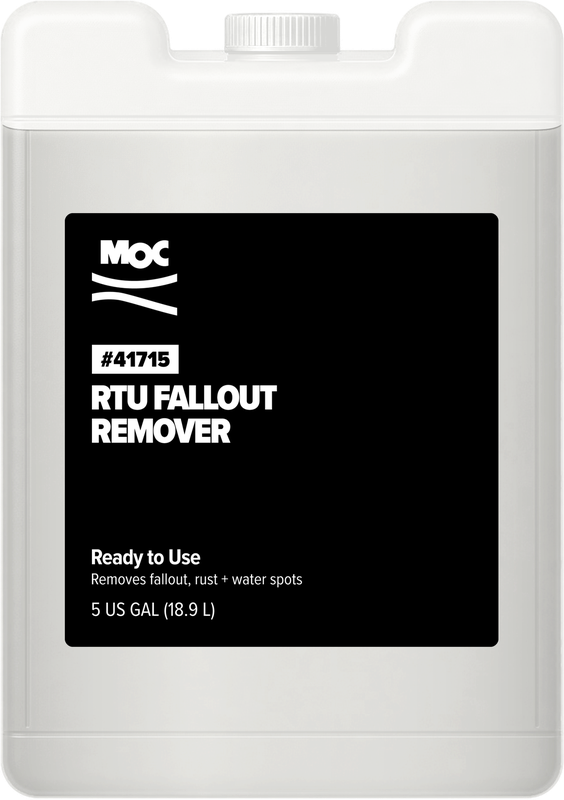 MOC
#41715
RTU FALLOUT
REMOVER
Ready to Use
Removes fallout, rust + water spots
5 US GAL (18.9 L)